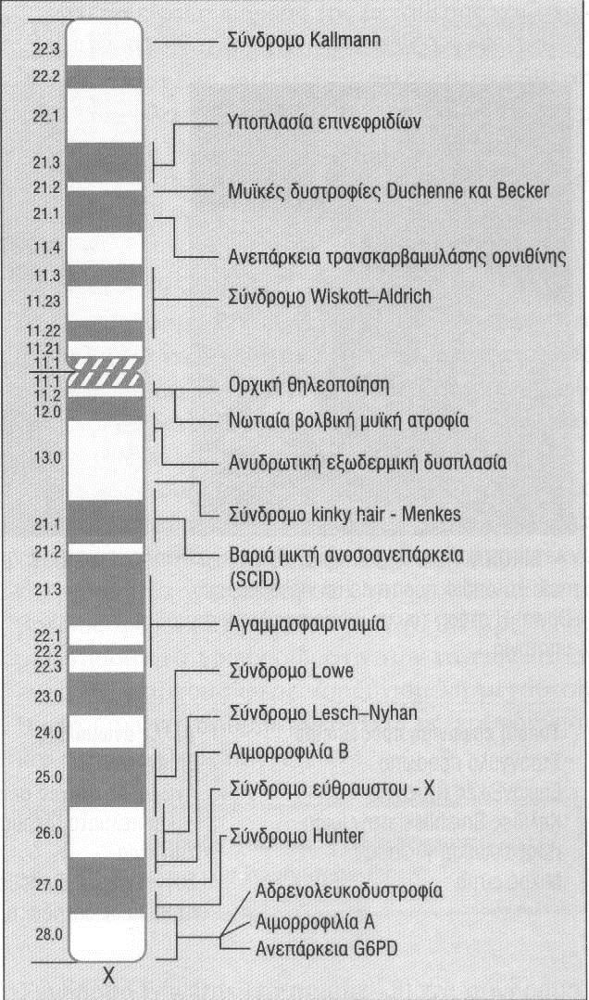 22.3
Σύνδρομο Kallmann
22.2
22.1
Υποπλασία επινεφριδίων
21.3
21.2
Μυϊκές δυστροφίες Duchenne και Becker
21.1
11.4
Ανεπάρκεια τρανσκαρβαμυλάσης ορνιθίνης
11.3
11.23
Σύνδρομο Wiskott–Aldrich
11.22
11.21
11.1
11.1
Ορχική θηλεοποίηση
11.2
12.0
Νωτιαία βολβική μυϊκή ατροφία
13.0
Ανυδρωτική εξωδερμική δυσπλασία
Σύνδρομο kinky hair - Menkes
21.1
21.2
Βαριά μικτή ανοσοανεπάρκεια
(SCID)
21.3
Αγαμμασφαιριναιμία
22.1
22.2
22.3
Σύνδρομο Lowe
23.0
Σύνδρομο Lesch–Nyhan
24.0
Αιμορροφιλία Β
25.0
Σύνδρομο εύθραυστου - Χ
26.0
Σύνδρομο Hunter
27.0
Αδρενολευκοδυστροφία
Αιμορροφιλία Α
28.0
Ανεπάρκεια G6PD
X